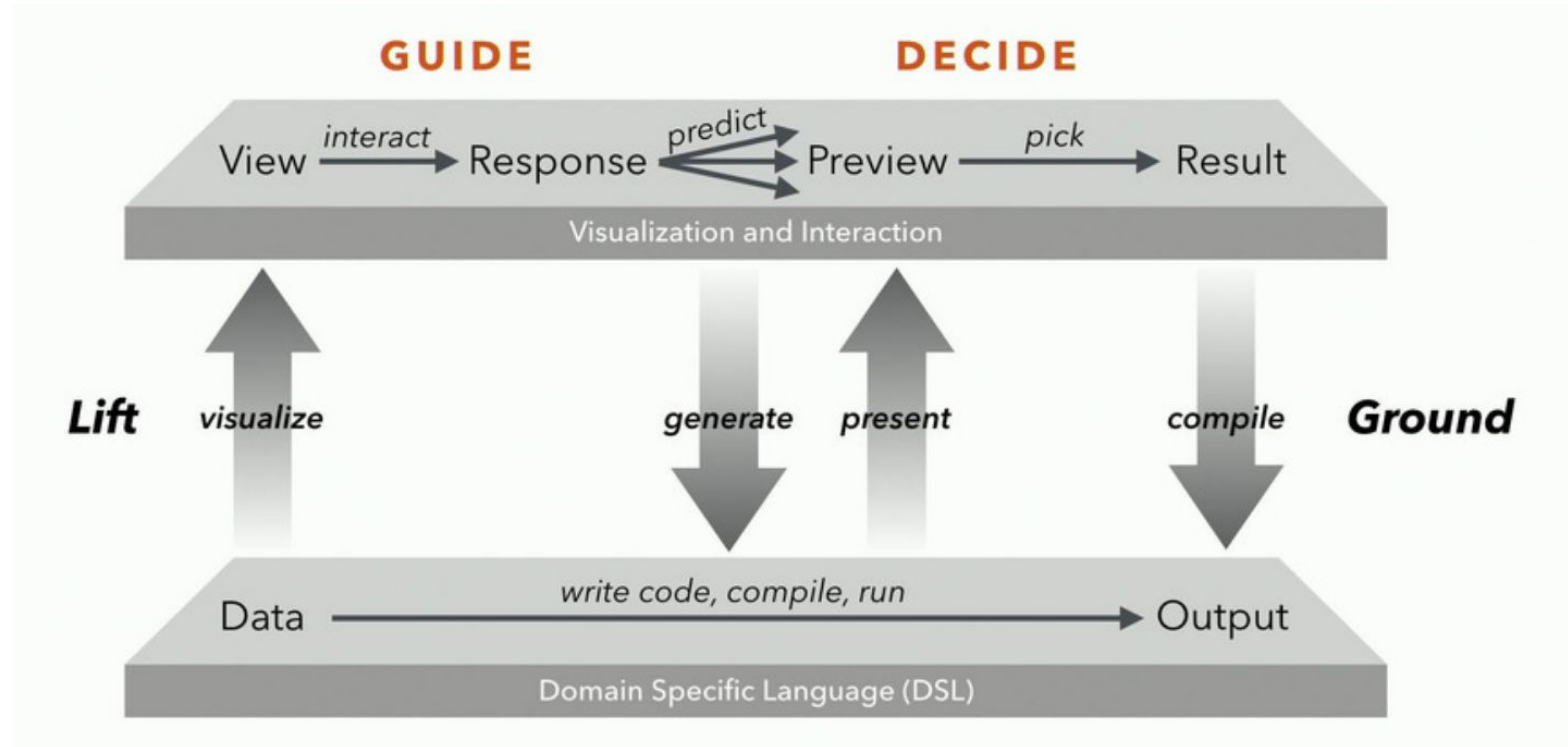 GUIDE DECIDE
interact predict pick
View Response Preview Result
Visualization and Interaction
Lift visualize generate present compile Ground
write code, compile, run
Data Output
Domain Specific Language (DSL)